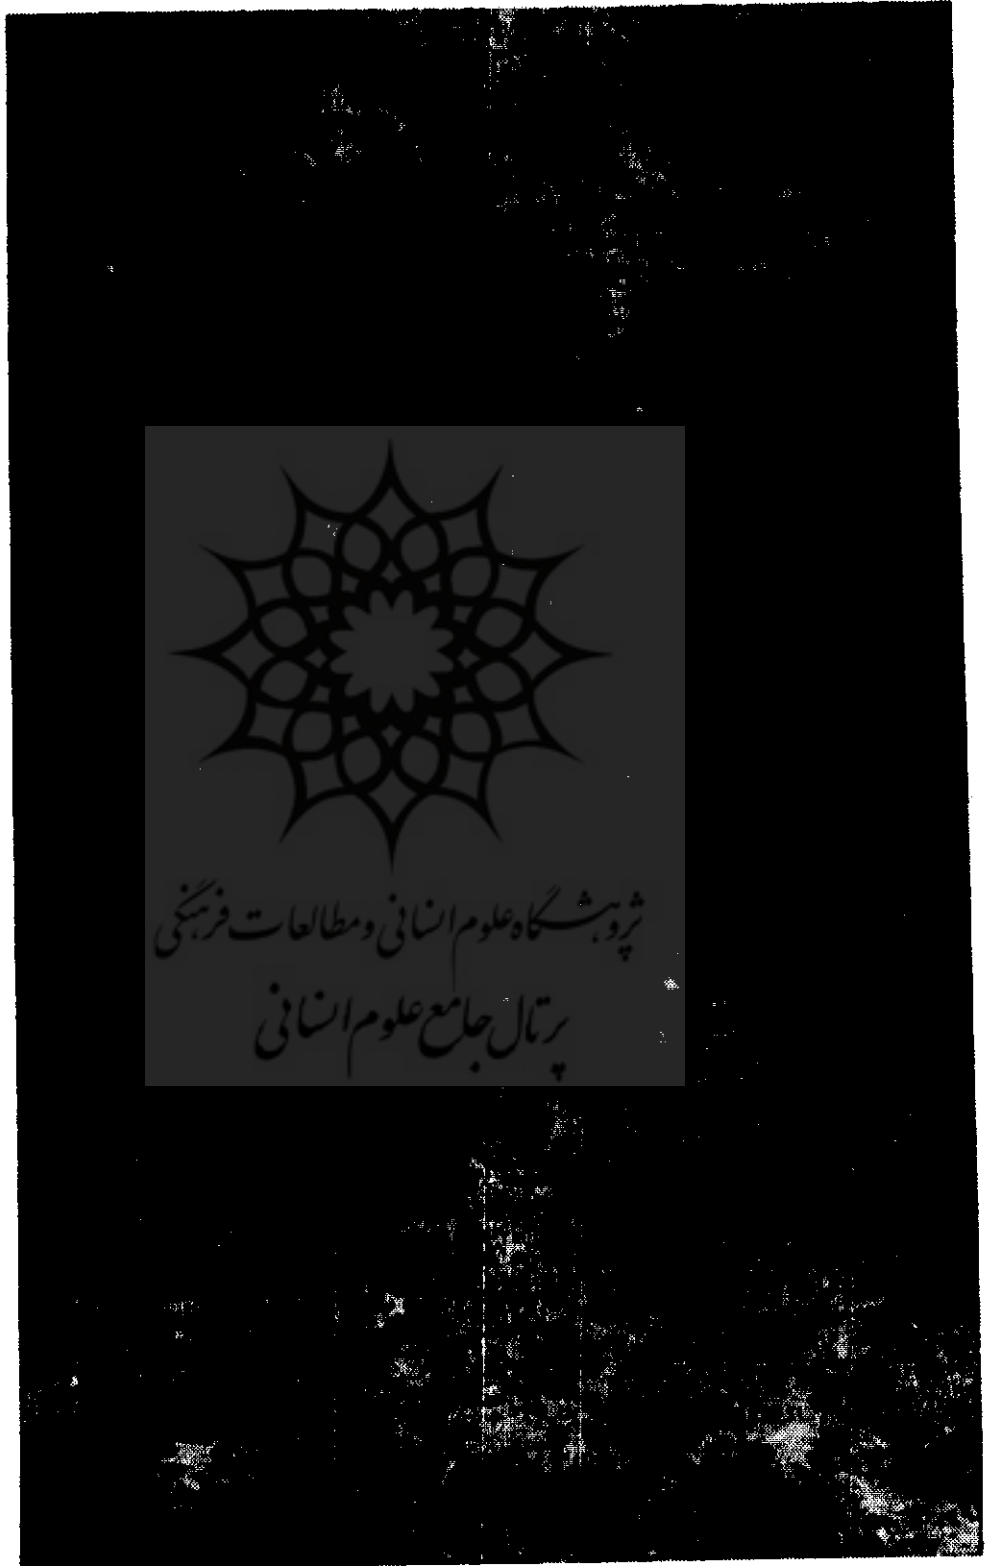 پژوهشگاه علوم انسانی و مطالعات فرهنگی
پرتال جامع علوم انسانی